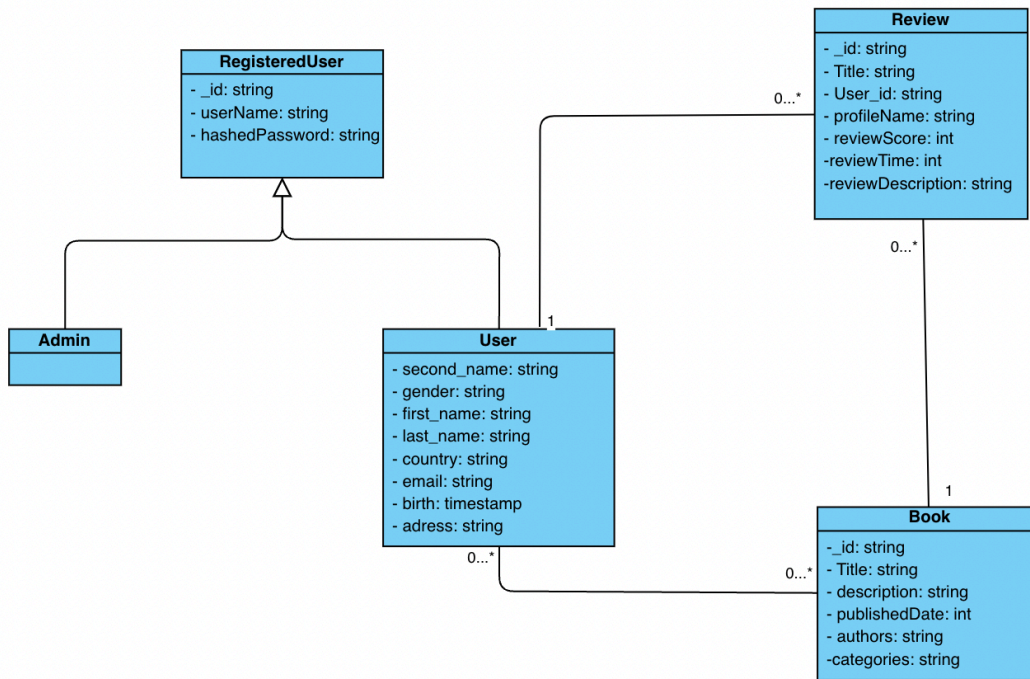 RegisteredUser
- _id: string
- userName: string
- hashedPassword: string
Review
- _id: string
- Title: string
- User_id: string
- profileName: string
- reviewScore: int
-reviewTime: int
-reviewDescription: string
0...*
0...*
1
Admin
User
- second_name: string
- gender: string
- first_name: string
- last_name: string
- country: string
- email: string
- birth: timestamp
- adress: string
0...*
0...*
1
Book
-_id: string
- Title: string
- description: string
- publishedDate: int
- authors: string
-categories: string